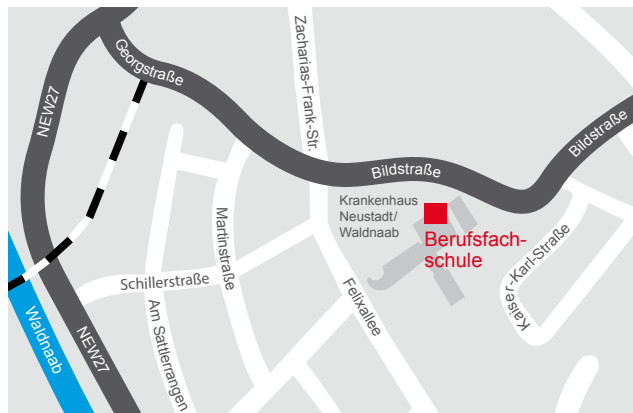 Georgstraße
NEW27
Zacharias-Frank-Str.
Bildstraße
Bildstraße
Krankenhaus
Neustadt/
Waldnaab
Berufsfach-
schule
Martinstraße
Kaiser-Karl-Straße
Schillerstraße
Felixallee
Am Sattlerrangen
Waldnaab
NEW27